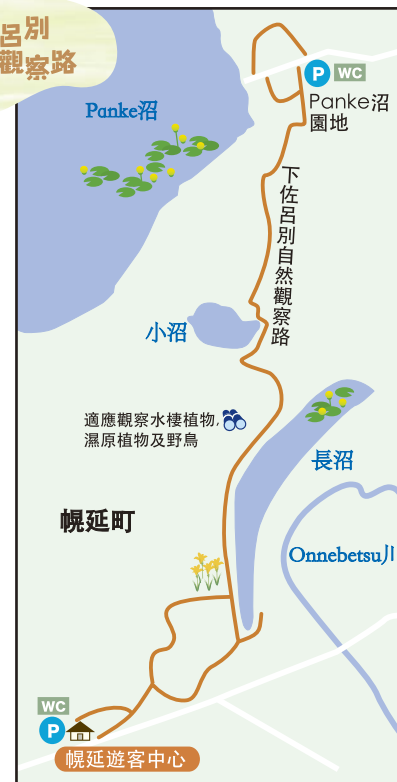 呂別
觀察路
P WC
Panke沼
園地
Panke沼
下佐呂別自然觀察路
小沼
適應觀察水棲植物,
濕原植物及野鳥
長沼
幌延町
Onnebetsu川
WC
P
幌延遊客中心